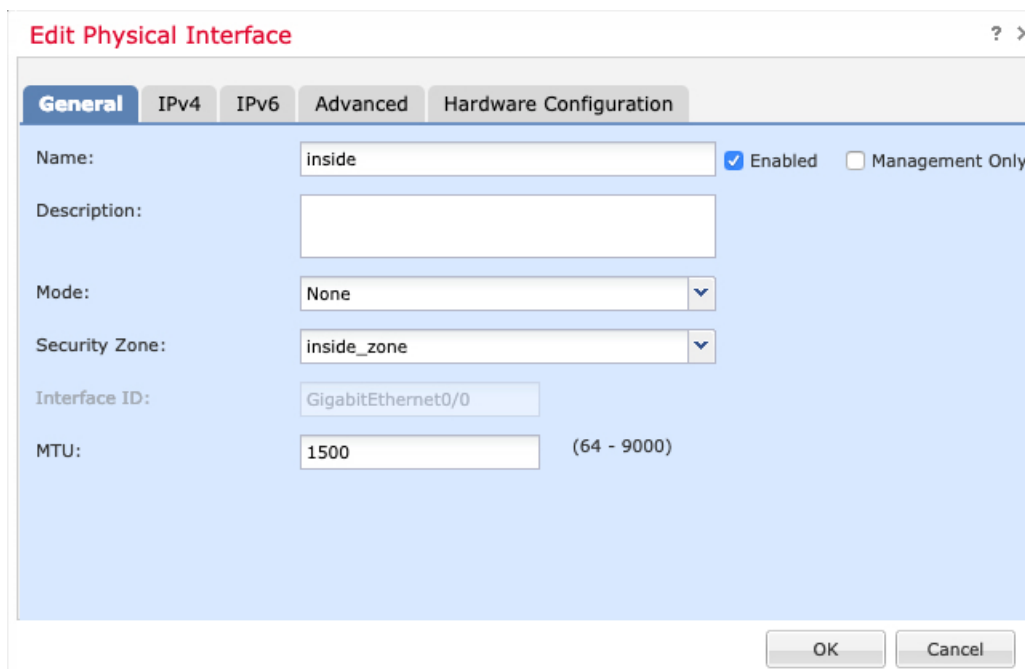 Edit Physical Interface ?
General IPv4 IPv6 Advanced Hardware Configuration
Name: inside Enabled Management Only
Description:
Mode: None
Security Zone: inside_zone
Interface ID: GigabitEthernet0/0
MTU: 1500 (64 - 9000)
OK Cancel